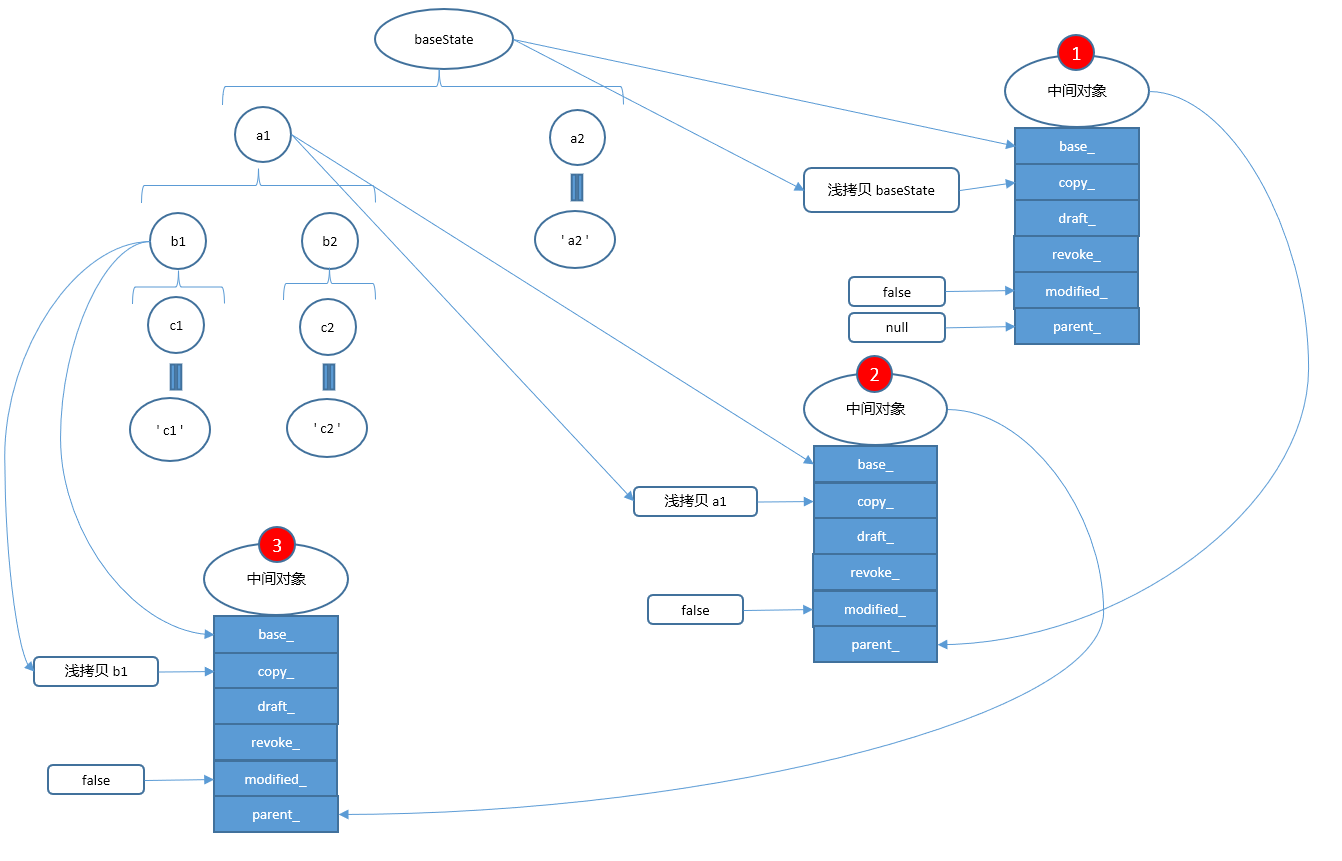 baseState
1
中间对象
a1
a2
base_
浅拷贝 baseState
copy_
draft_
b1
b2
' a2 '
revoke_
false
modified_
null
parent_
c1
c2
2
中间对象
' c1 '
' c2 '
base_
浅拷贝 a1
copy_
draft_
revoke_
false
modified_
parent_
3
中间对象
base_
浅拷贝 b1
copy_
draft_
revoke_
false
modified_
parent_